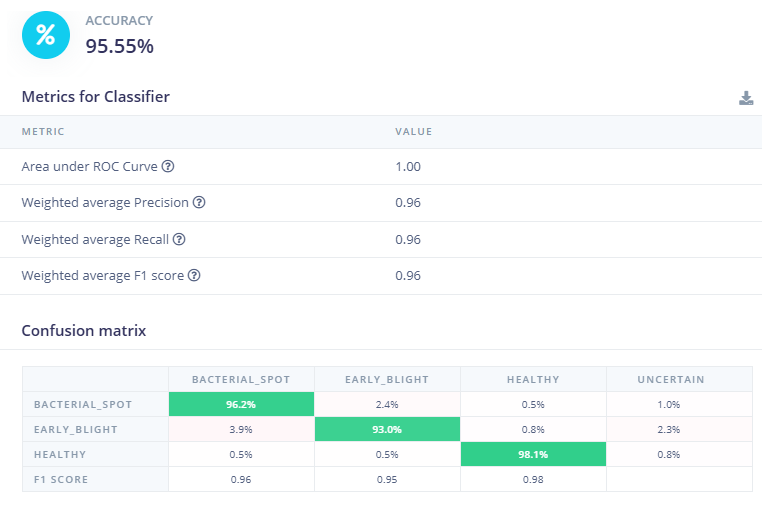 %
ACCURACY
95.55%
Metrics for Classifier
METRIC VALUE
Area under ROC Curve ? 1.00
Weighted average Precision ? 0.96
Weighted average Recall ? 0.96
Weighted average F1 score ? 0.96
Confusion matrix
BACTERIAL_SPOT EARLY_BLIGHT HEALTHY UNCERTAIN
BACTERIAL_SPOT 96.2% 2.4% 0.5% 1.0%
EARLY_BLIGHT 3.9% 93.0% 0.8% 2.3%
HEALTHY 0.5% 0.5% 98.1% 0.8%
F1 SCORE 0.96 0.95 0.98